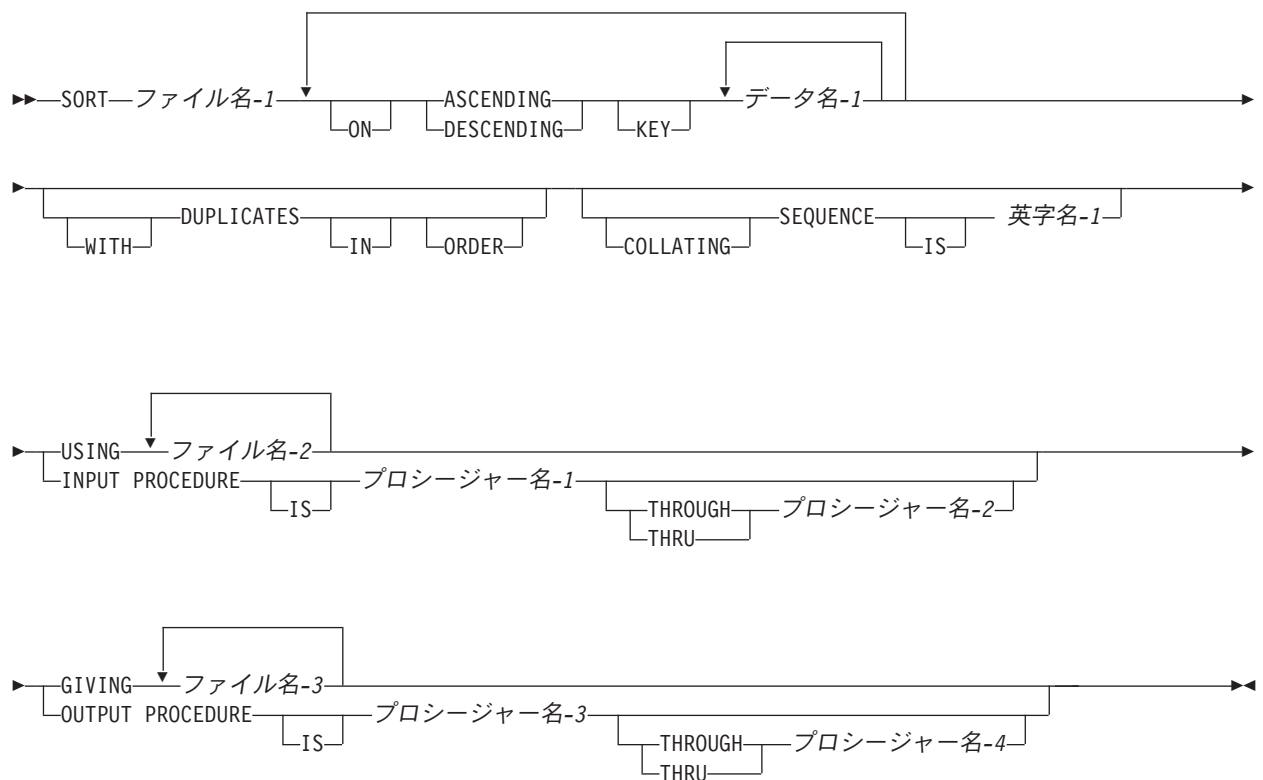 SORT ファイル名-1 ON ASCENDING KEY データ名-1
DESCENDING
WITH DUPLICATES IN ORDER COLLATING SEQUENCE IS 英字名-1
USING ファイル名-2
INPUT PROCEDURE IS プロシージャー名-1 THROUGH プロシージャー名-2
THRU
GIVING ファイル名-3
OUTPUT PROCEDURE IS プロシージャー名-3 THROUGH プロシージャー名-4
THRU